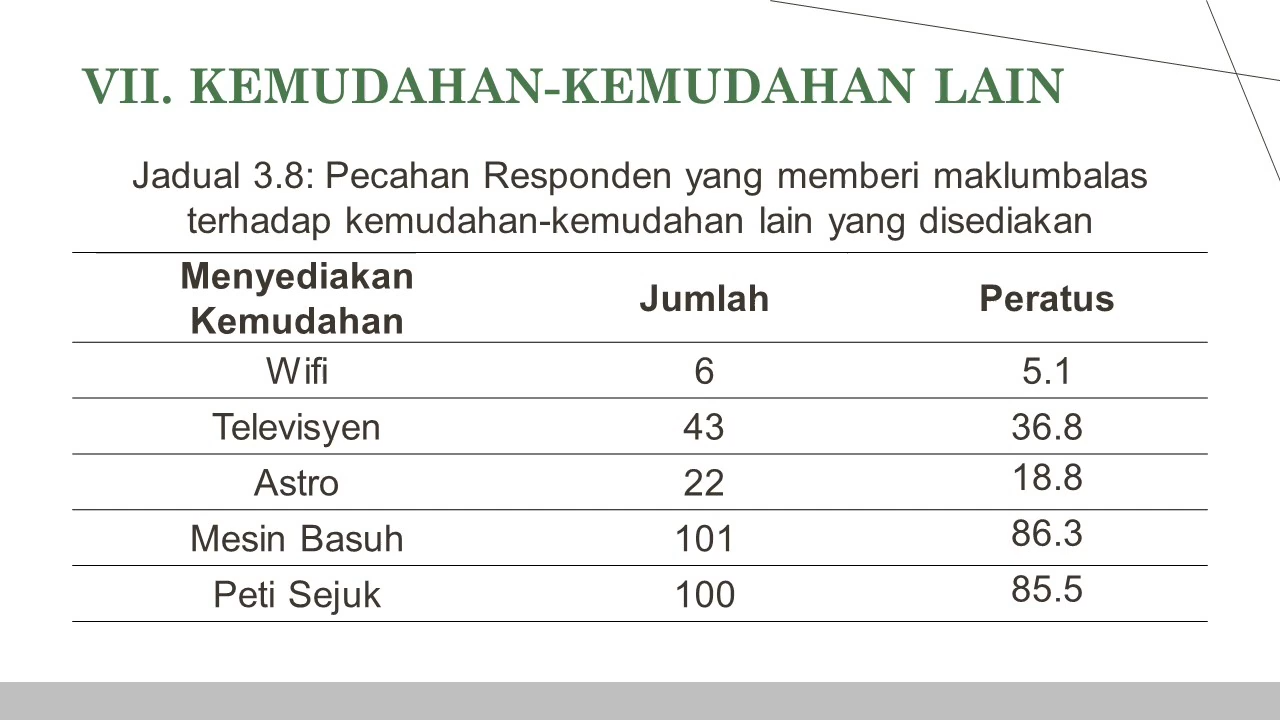 VII. KEMUDAHAN-KEMUDAHAN LAIN
Jadual 3.8: Pecahan Responden yang memberi maklumbalas
terhadap kemudahan-kemudahan lain yang disediakan
Menyediakan
Kemudahan
Jumlah
Peratus
Wifi 6 5.1
Televisyen 43 36.8
Astro 22 18.8
Mesin Basuh 101 86.3
Peti Sejuk 100 85.5